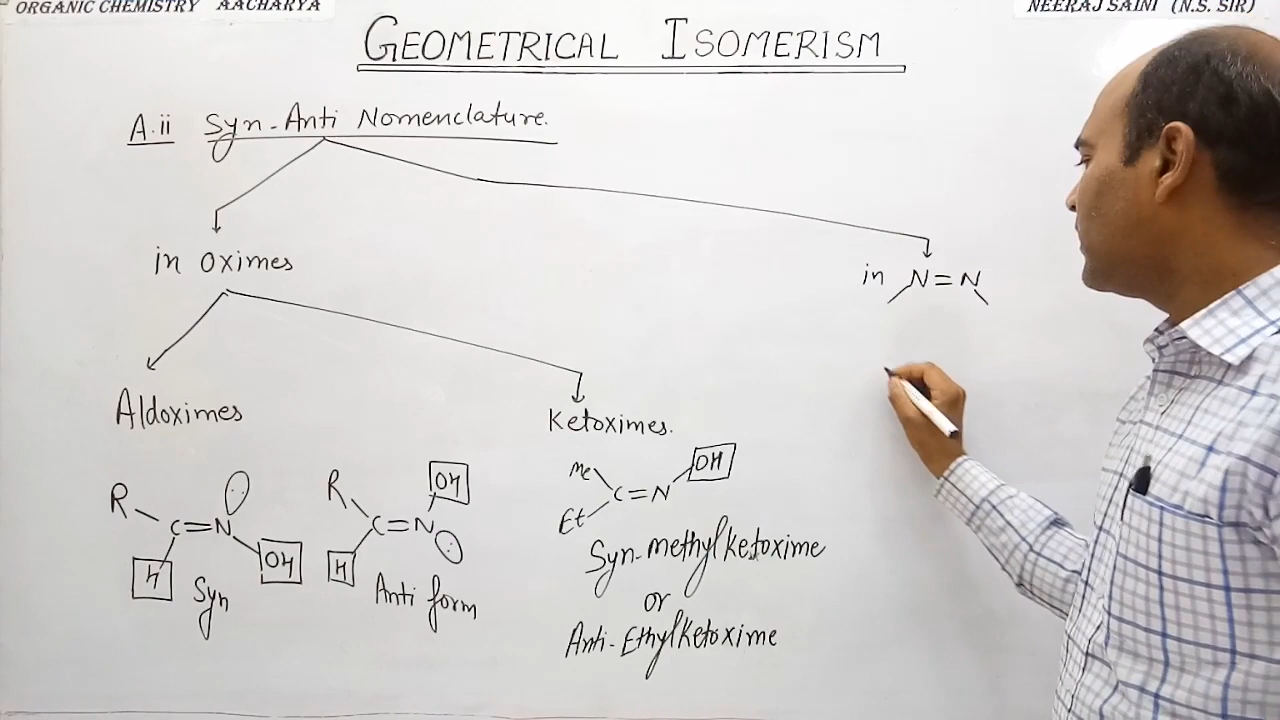 ORGANIC CHEMISTRY AACHARYA
NEERAJ SAINI (N.S. SIR)
GEOMETRICAL ISOMERISM
A.ii Syn-Anti Nomenclature.
in Oximes
in N=N
Aldoximes
Ketoximes.
R C=N H OH
Syn
R C=N H OH
Anti form
Me Et C=N OH
Syn-methylketoxime
or
Anti-Ethylketoxime